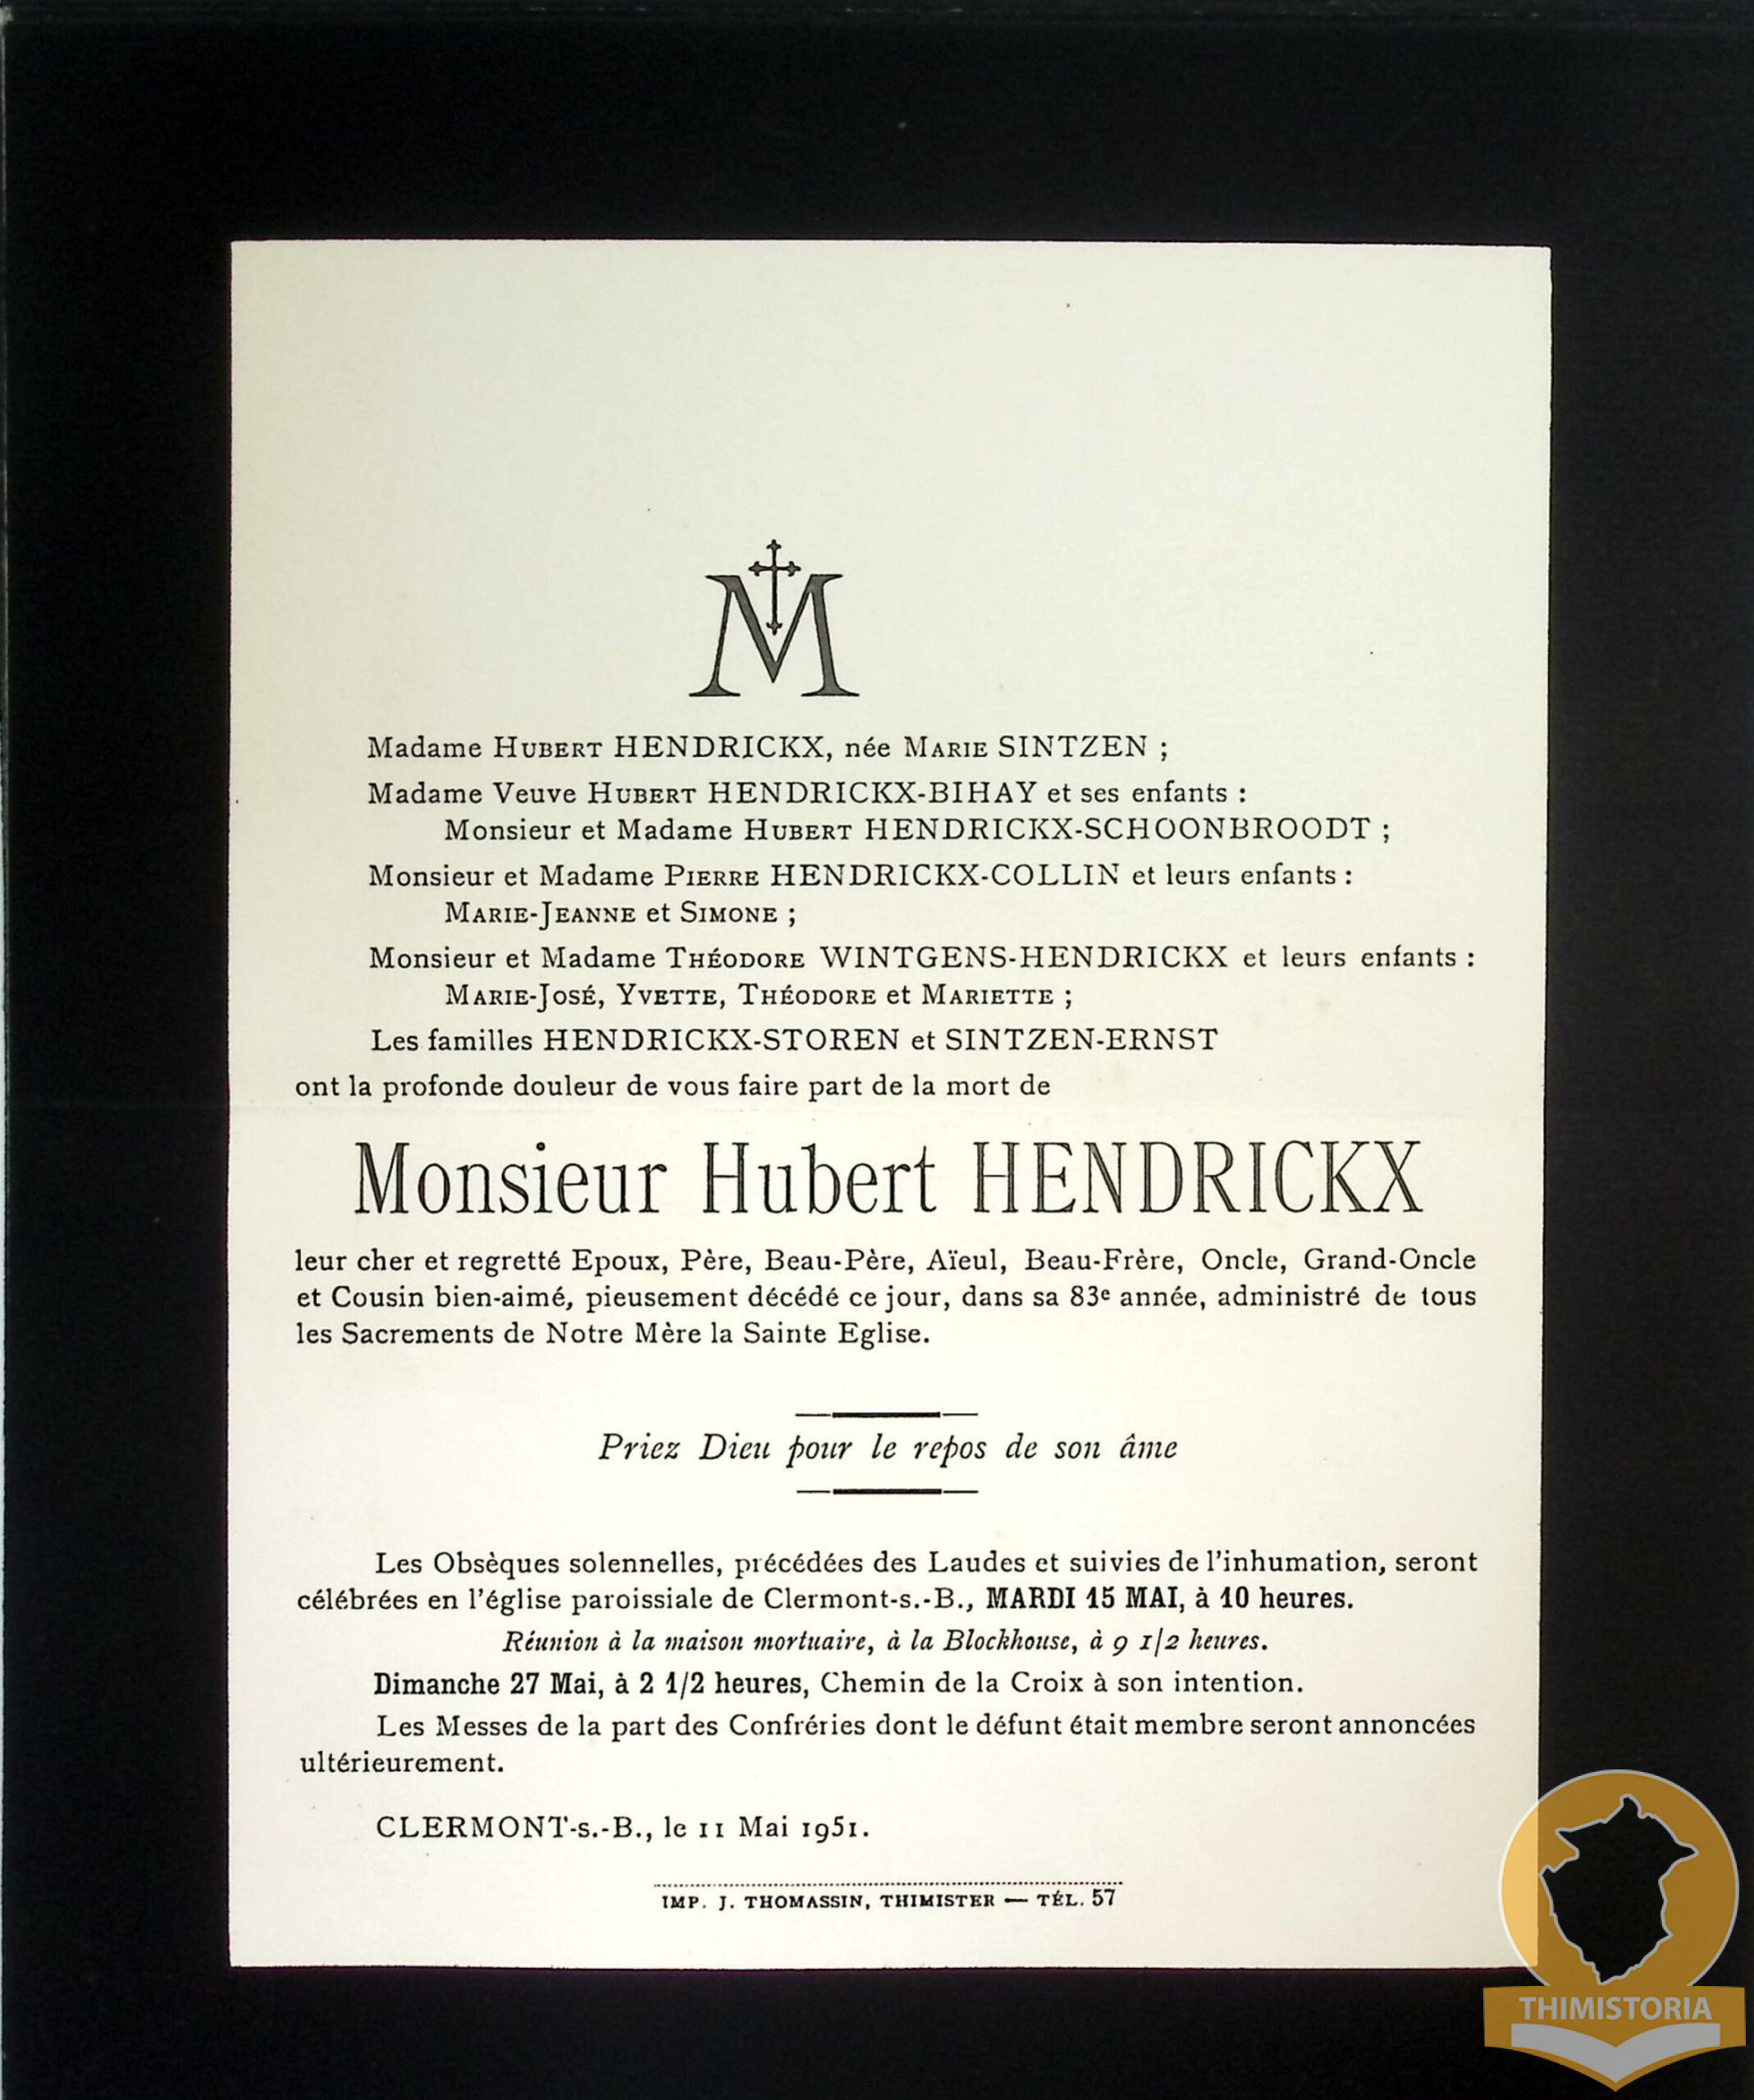 M
Madame HUBERT HENDRICKX, née MARIE SINTZEN ;
Madame Veuve HUBERT HENDRICKX-BIHAY et ses enfants :
Monsieur et Madame HUBERT HENDRICKX-SCHOONBROODT ;
Monsieur et Madame PIERRE HENDRICKX-COLLIN et leurs enfants :
MARIE-JEANNE et SIMONE ;
Monsieur et Madame THÉODORE WINTGENS-HENDRICKX et leurs enfants :
MARIE-JOSÉ, YVETTE, THÉODORE et MARIETTE ;
Les familles HENDRICKX-STOREN et SINTZEN-ERNST
ont la profonde douleur de vous faire part de la mort de
Monsieur Hubert HENDRICKX
leur cher et regretté Epoux, Père, Beau-Père, Aïeul, Beau-Frère, Oncle, Grand-Oncle
et Cousin bien-aimé, pieusement décédé ce jour, dans sa 83e année, administré de tous
les Sacrements de Notre Mère la Sainte Eglise.
Priez Dieu pour le repos de son âme
Les Obsèques solennelles, précédées des Laudes et suivies de l'inhumation, seront
célébrées en l'église paroissiale de Clermont-s.-B., MARDI 15 MAI, à 10 heures.
Réunion à la maison mortuaire, à la Blockhouse, à 9 1/2 heures.
Dimanche 27 Mai, à 2 1/2 heures, Chemin de la Croix à son intention.
Les Messes de la part des Confréries dont le défunt était membre seront annoncées
ultérieurement.
CLERMONT-s.-B., le 11 Mai 1951.
IMP. J. THOMASSIN, THIMISTER — TÉL. 57
THIMISTORIA